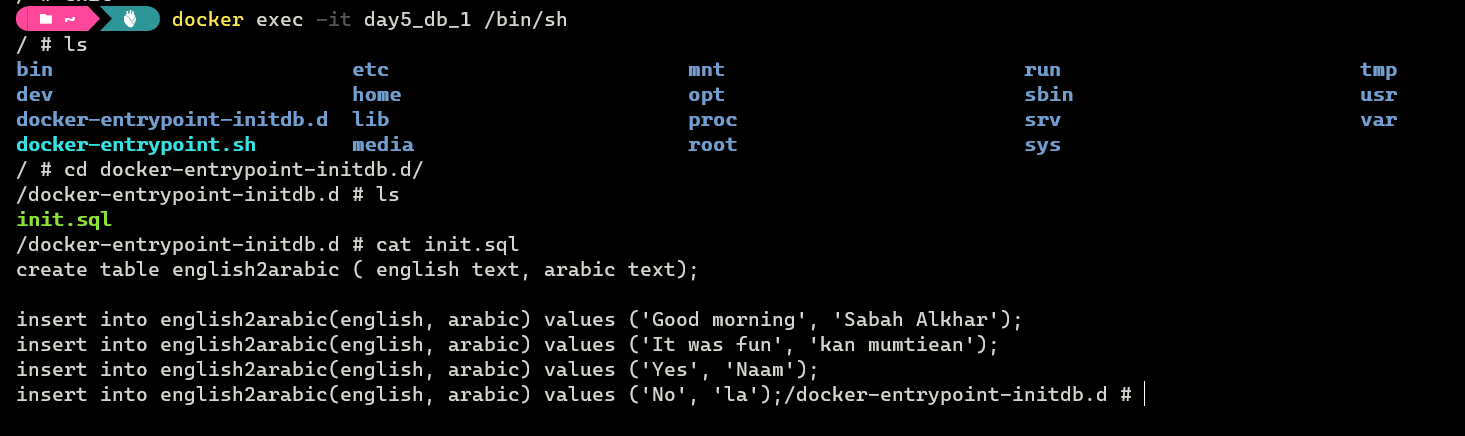 ~ docker exec -it day5_db_1 /bin/sh
/ # ls
bin etc mnt run tmp
dev home opt sbin usr
docker-entrypoint-initdb.d lib proc srv var
docker-entrypoint.sh media root sys
/ # cd docker-entrypoint-initdb.d/
/docker-entrypoint-initdb.d # ls
init.sql
/docker-entrypoint-initdb.d # cat init.sql
create table english2arabic ( english text, arabic text);

insert into english2arabic(english, arabic) values ('Good morning', 'Sabah Alkhar');
insert into english2arabic(english, arabic) values ('It was fun', 'kan mumtiean');
insert into english2arabic(english, arabic) values ('Yes', 'Naam');
insert into english2arabic(english, arabic) values ('No', 'la');/docker-entrypoint-initdb.d #